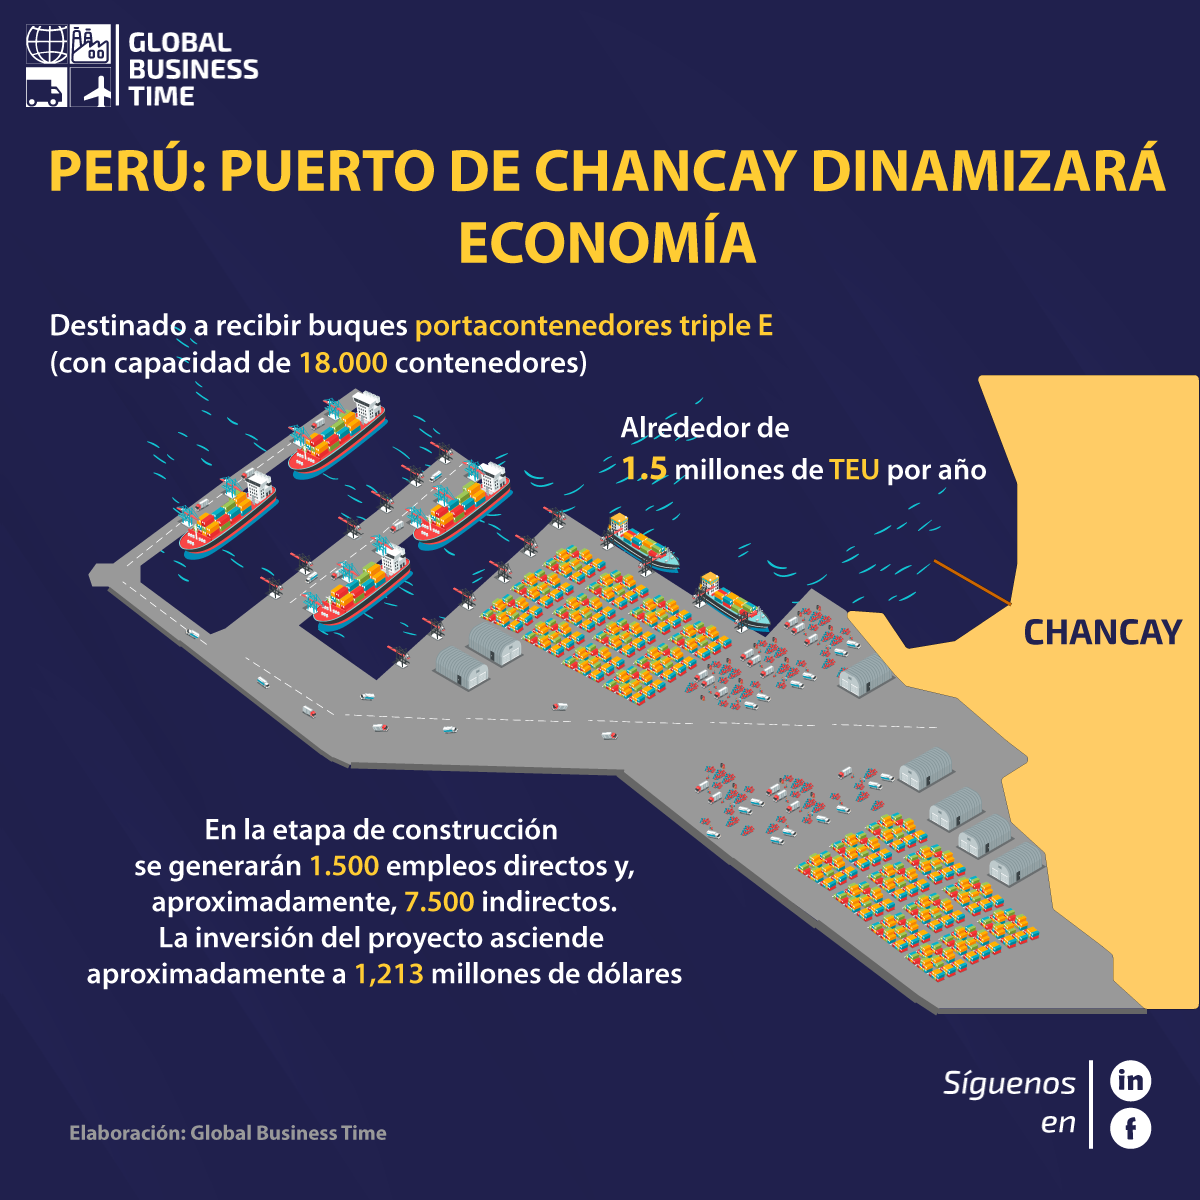 GLOBAL
BUSINESS
TIME
PERÚ: PUERTO DE CHANCAY DINAMIZARÁ
ECONOMÍA
Destinado a recibir buques portacontenedores triple E
(con capacidad de 18.000 contenedores)
Alrededor de
1.5 millones de TEU por año
CHANCAY
En la etapa de construcción
se generarán 1.500 empleos directos y,
aproximadamente, 7.500 indirectos.
La inversión del proyecto asciende
aproximadamente a 1,213 millones de dólares
Síguenos
en
in
f
Elaboración: Global Business Time